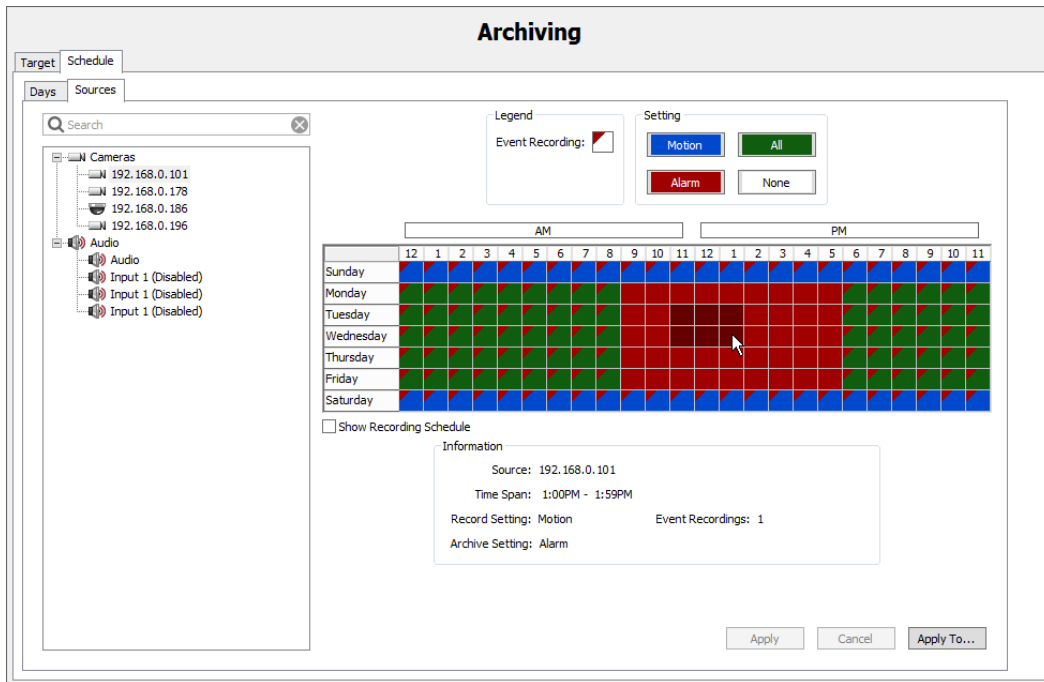 Archiving
Target Schedule
Days Sources
Search
Cameras
192.168.0.101
192.168.0.178
192.168.0.186
192.168.0.196
Audio
Audio
Input 1 (Disabled)
Input 1 (Disabled)
Input 1 (Disabled)
Legend
Event Recording:
Setting
Motion All
Alarm None
AM PM
12 1 2 3 4 5 6 7 8 9 10 11 12 1 2 3 4 5 6 7 8 9 10 11
Sunday
Monday
Tuesday
Wednesday
Thursday
Friday
Saturday
Show Recording Schedule
Information
Source: 192.168.0.101
Time Span: 1:00PM - 1:59PM
Record Setting: Motion Event Recordings: 1
Archive Setting: Alarm
Apply Cancel Apply To...